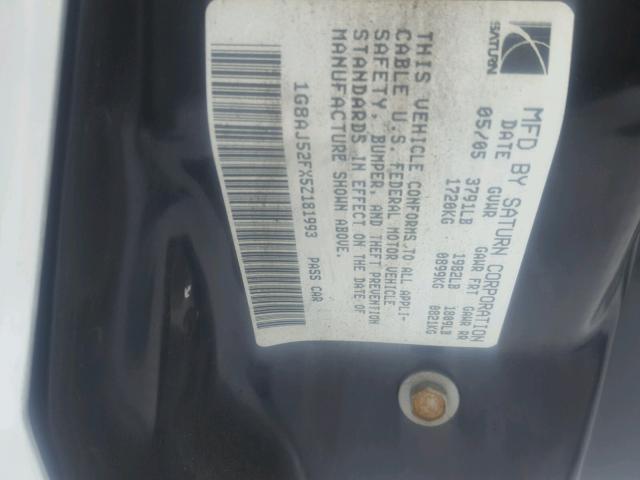 SATURN
MFD BY SATURN CORPORATION
DATE GVWR GAWR FRT GAWR RR
05/05 3791LB 1982LB 1809LB
1720KG 0899KG 0821KG
THIS VEHICLE CONFORMS TO ALL APPLI-
CABLE U.S. FEDERAL MOTOR VEHICLE
SAFETY, BUMPER, AND THEFT PREVENTION
STANDARDS IN EFFECT ON THE DATE OF
MANUFACTURE SHOWN ABOVE.
1G8AJ52FX5Z181993 PASS CAR